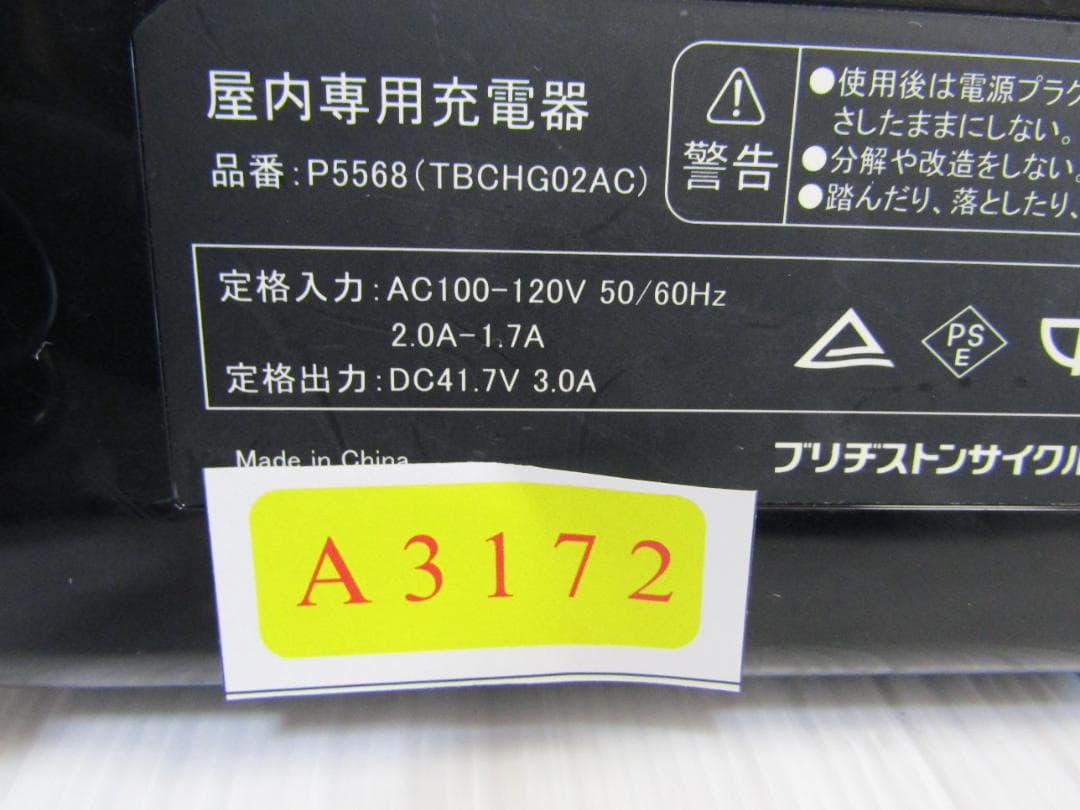 屋内専用充電器
品番:P5568(TBCHG02AC)
警告
●使用後は電源プラグ
さしたままにしない。
●分解や改造をしない。
●踏んだり、落としたり、
定格入力:AC100-120V 50/60Hz
2.0A-1.7A
定格出力:DC41.7V 3.0A
PS
E
Made in China
ブリヂストンサイクル
A3172